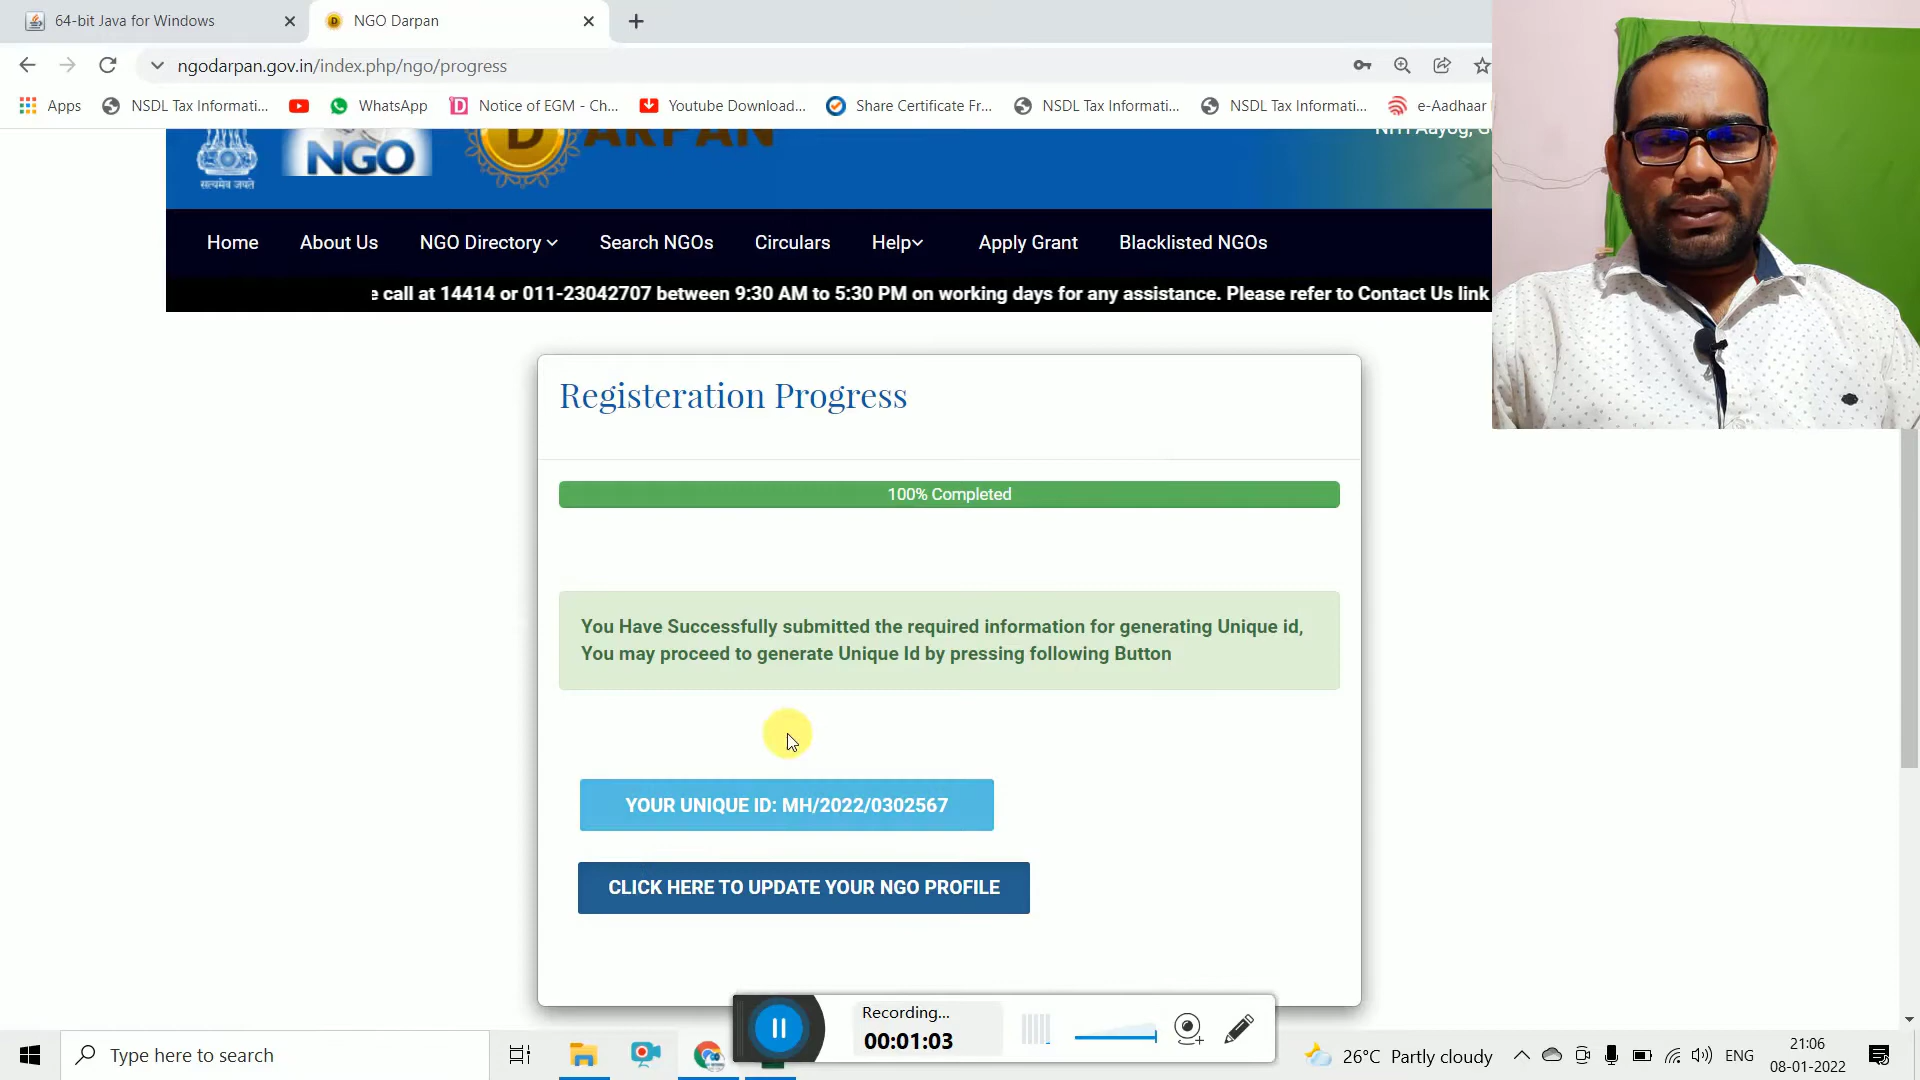 64-bit Java for Windows
NGO Darpan
ngodarpan.gov.in/index.php/ngo/progress
Apps
NSDL Tax Informati...
WhatsApp
Notice of EGM - Ch...
Youtube Download...
Share Certificate Fr...
NSDL Tax Informati...
NSDL Tax Informati...
e-Aadhaar
सत्यमेव जयते
NGO
DARPAN
NITI Aayog, G
Home
About Us
NGO Directory
Search NGOs
Circulars
Help
Apply Grant
Blacklisted NGOs
e call at 14414 or 011-23042707 between 9:30 AM to 5:30 PM on working days for any assistance. Please refer to Contact Us link
Registeration Progress
100% Completed
You Have Successfully submitted the required information for generating Unique id,
You may proceed to generate Unique Id by pressing following Button
YOUR UNIQUE ID: MH/2022/0302567
CLICK HERE TO UPDATE YOUR NGO PROFILE
Recording...
00:01:03
Type here to search
26°C Partly cloudy
ENG
21:06
08-01-2022